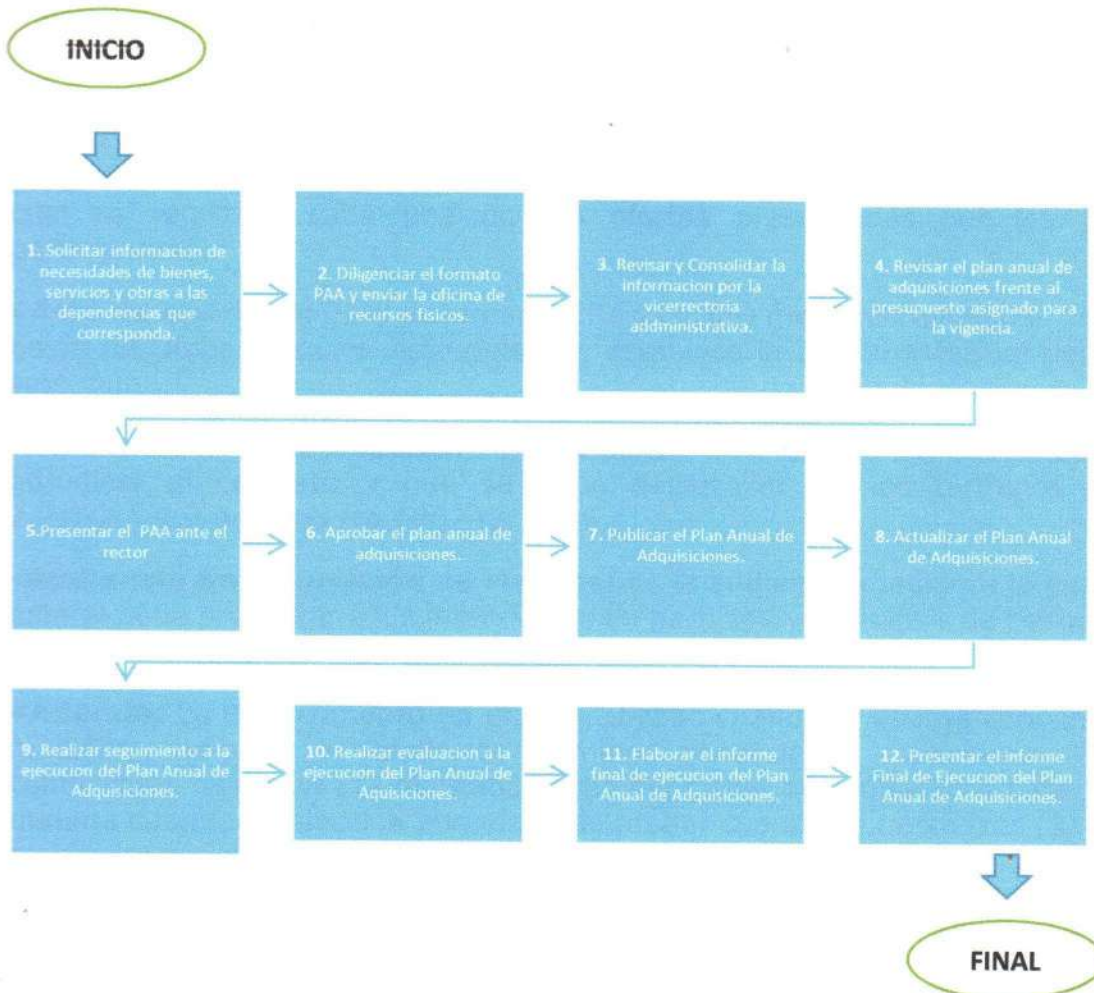 INICIO
1. Solicitar informacion de
necesidades de bienes,
servicios y obras a las
dependencias que
corresponda.
2. Diligenciar el formato
PAA y enviar la oficina de
recursos físicos.
3. Revisar y Consolidar la
informacion por la
vicerrectoria
addministrativa.
4. Revisar el plan anual de
adquisiciones frente al
presupuesto asignado para
la vigencia.
5.Presentar el PAA ante el
rector
6. Aprobar el plan anual de
adquisiciones.
7. Publicar el Plan Anual de
Adquisiciones.
8. Actualizar el Plan Anual
de Adquisiciones.
9. Realizar seguimiento a la
ejecucion del Plan Anual de
Adquisiciones.
10. Realizar evaluacion a la
ejecucion del Plan Anual de
Aquisiciones.
11. Elaborar el informe
final de ejecucion del Plan
Anual de Adquisiciones.
12. Presentar el informe
Final de Ejecucion del Plan
Anual de Adquisiciones.
FINAL